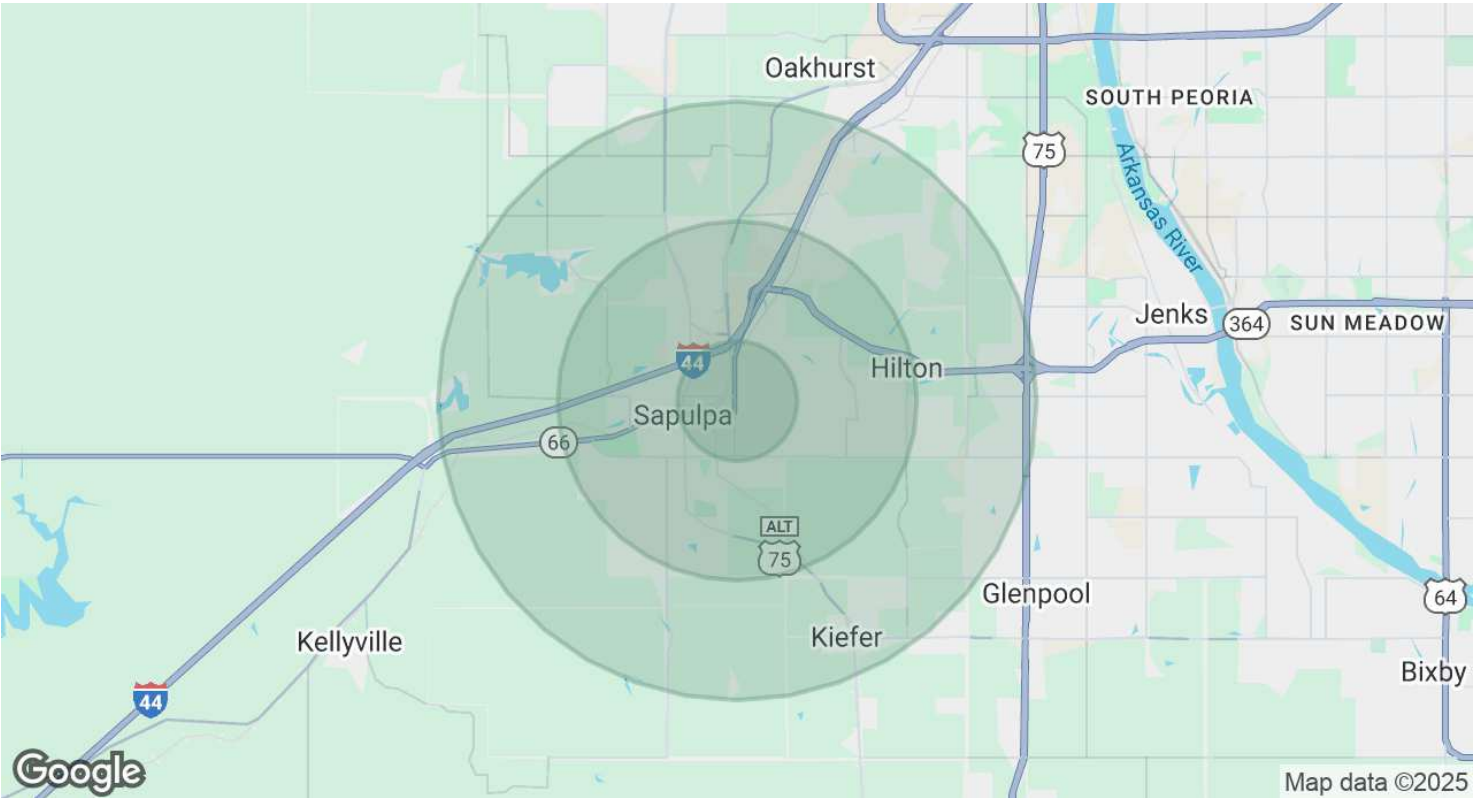 Oakhurst
SOUTH PEORIA
75
Arkansas River
Jenks
364
SUN MEADOW
44
Hilton
Sapulpa
66
ALT
75
Glenpool
64
Kiefer
Kellyville
Bixby
44
Google
Map data ©2025